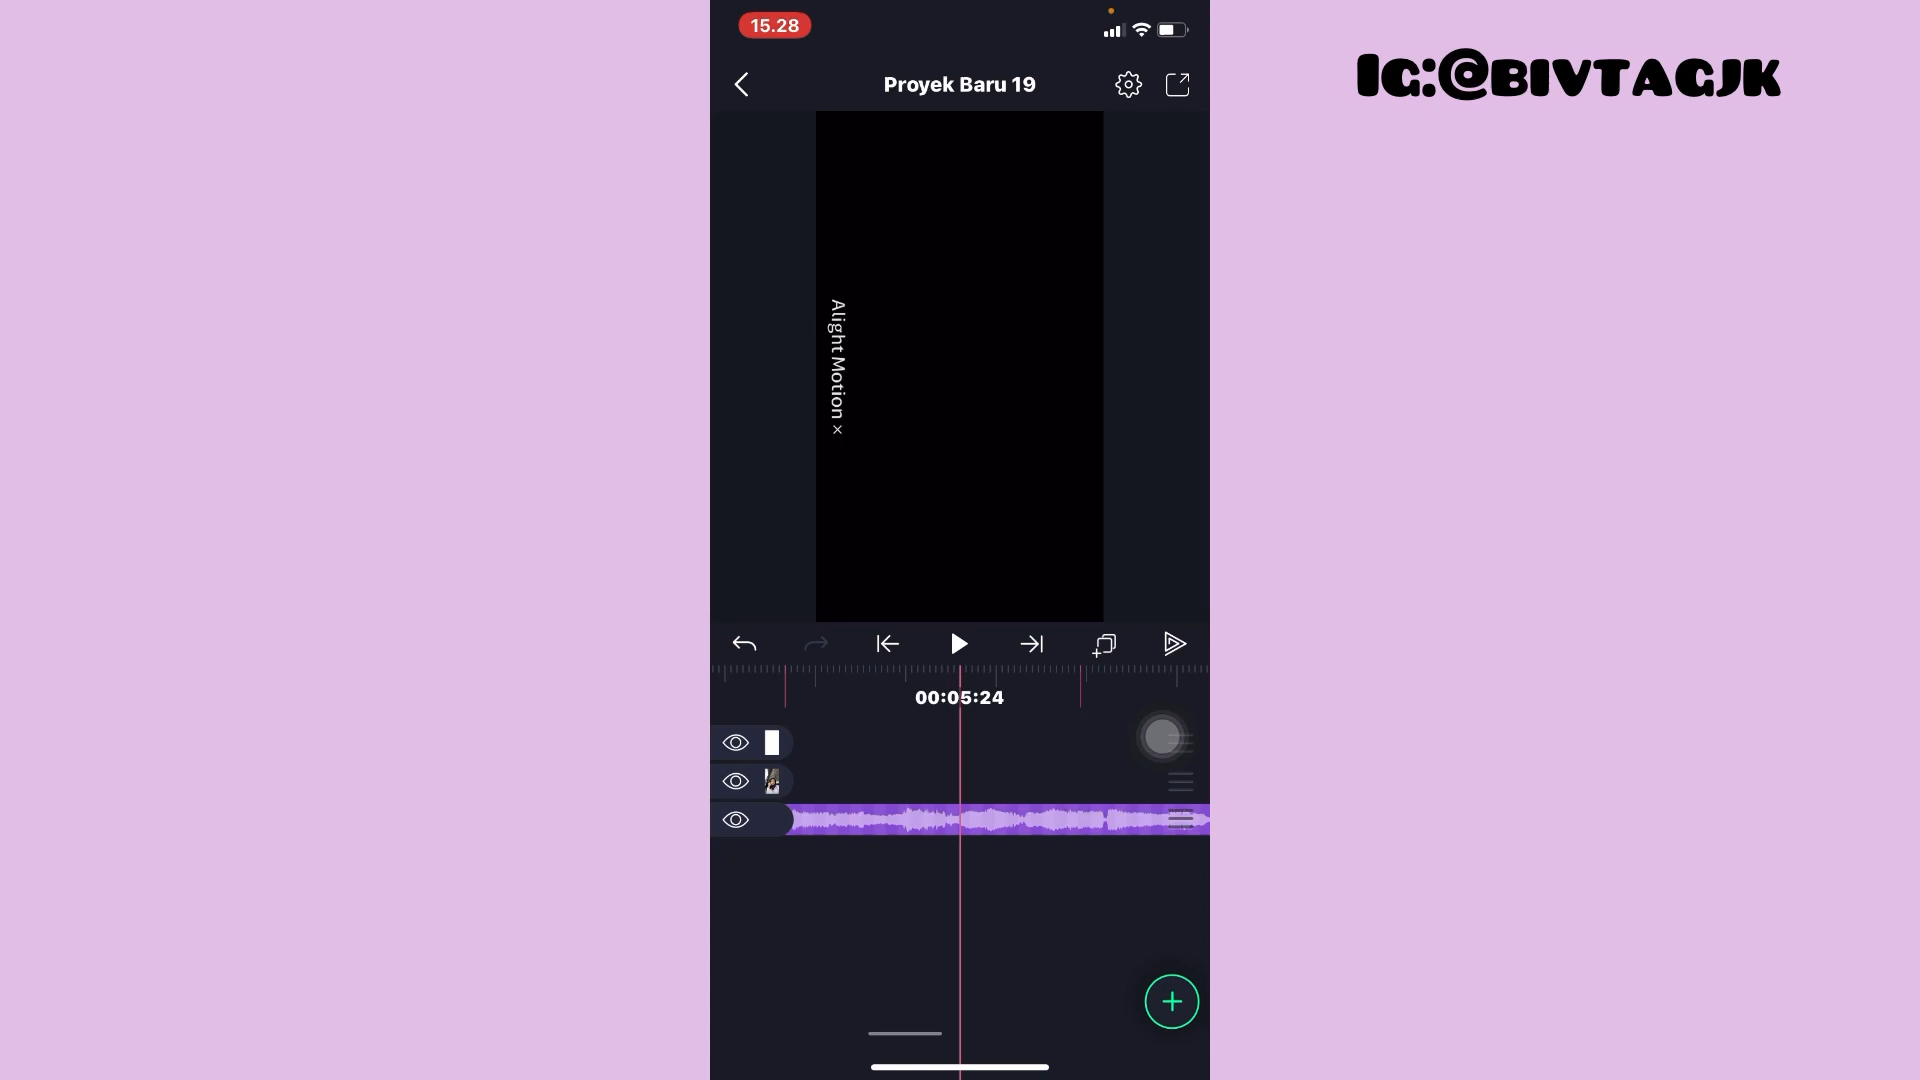 15.28
Proyek Baru 19
IG:@BIVTAGJK
Alight Motion ×
00:05:24